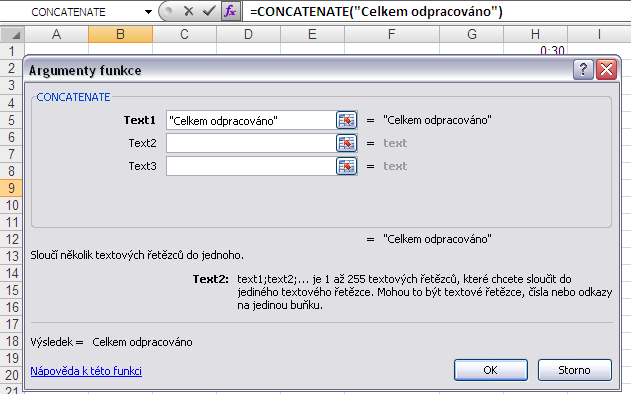 CONCATENATE =CONCATENATE("Celkem odpracováno")
A B C D E F G H I
1 0:30
2 Argumenty funkce
3
4 CONCATENATE
5 Text1 "Celkem odpracováno" = "Celkem odpracováno"
6 Text2 = text
7
8 Text3 = text
9
10
11
12 = "Celkem odpracováno"
13 Sloučí několik textových řetězců do jednoho.
14 Text2: text1;text2;... je 1 až 255 textových řetězců, které chcete sloučit do
15 jediného textového řetězce. Mohou to být textové řetězce, čísla nebo odkazy
16 na jedinou buňku.
17
18 Výsledek = Celkem odpracováno
19
20 Nápověda k této funkci OK Storno
21